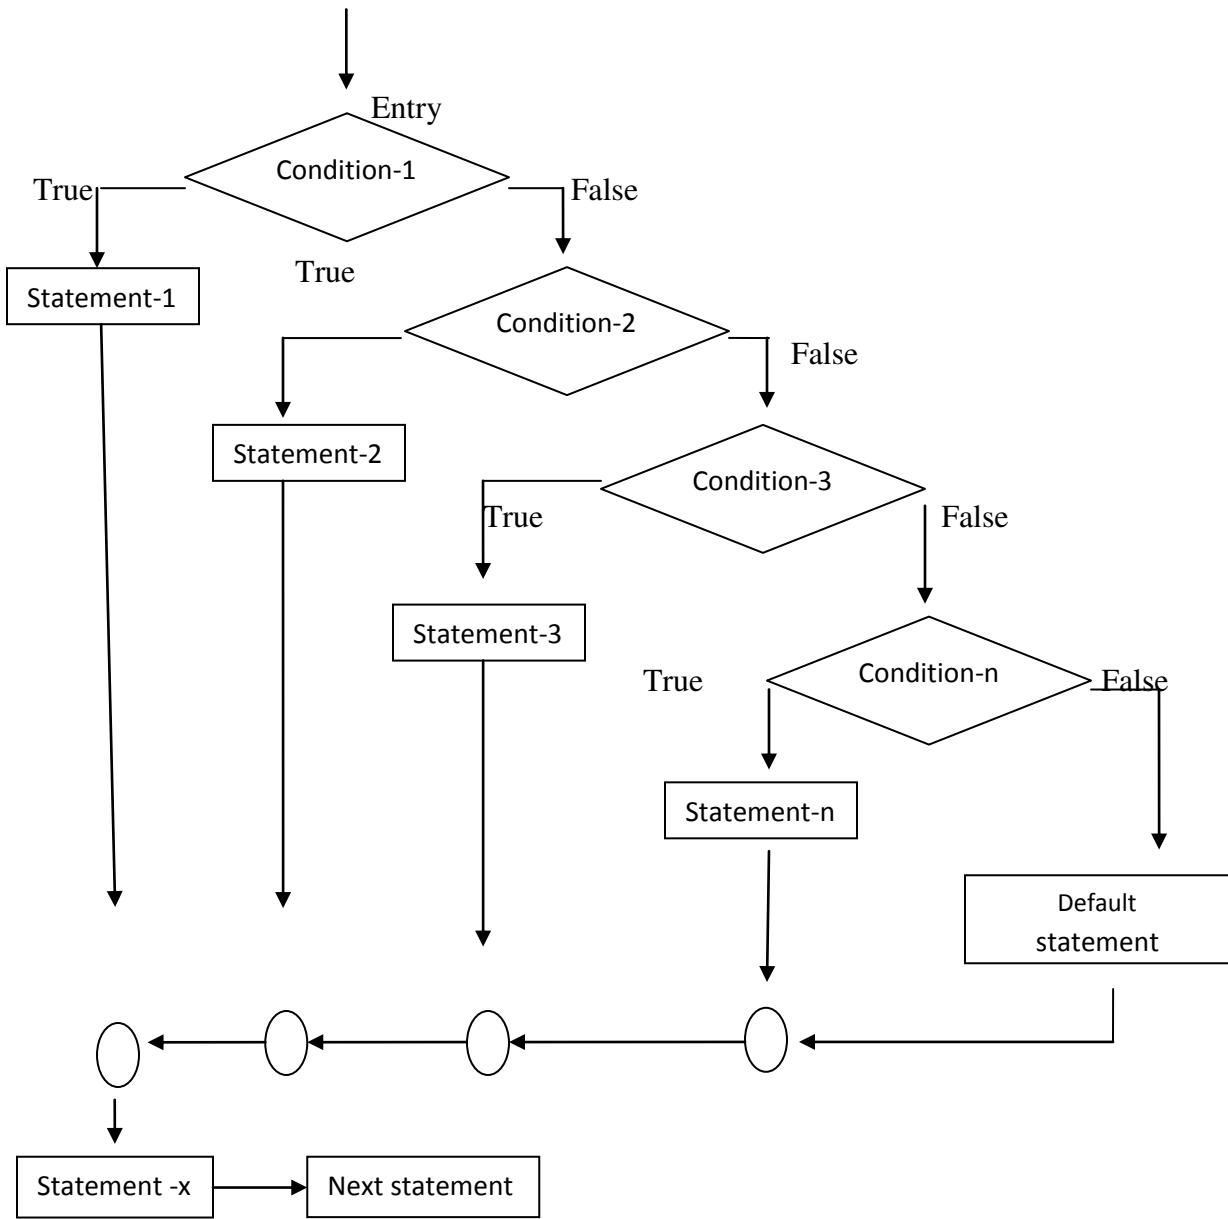 Entry
Condition-1
True
False
Statement-1
True
Condition-2
False
Statement-2
Condition-3
True
False
Statement-3
True
Condition-n
False
Statement-n
Default
statement
Statement -x
Next statement